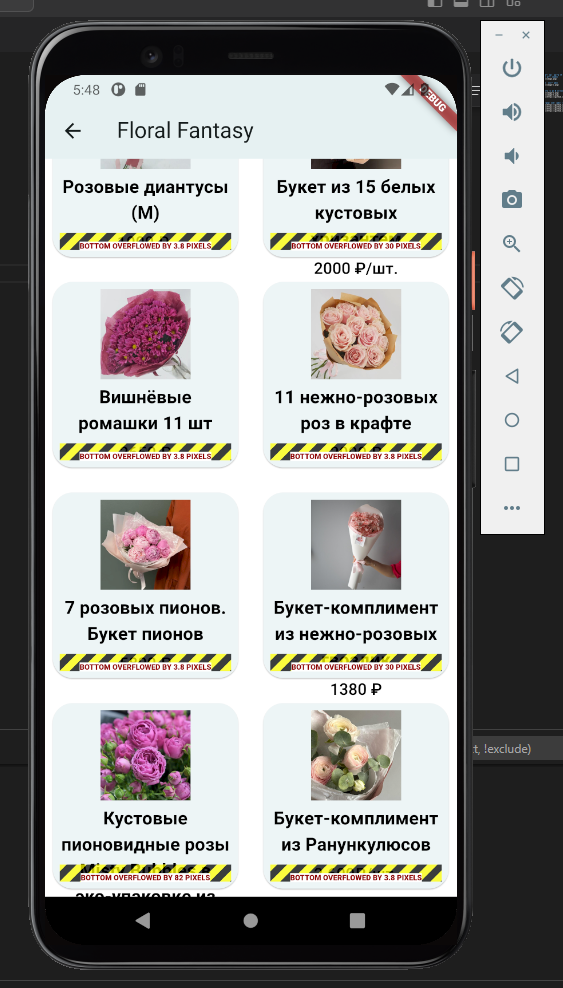 5:48
DEBUG
Floral Fantasy
Розовые диантусы
(M)
BOTTOM OVERFLOWED BY 3.8 PIXELS
Букет из 15 белых
кустовых
BOTTOM OVERFLOWED BY 30 PIXELS
2000 ₽/шт.
Вишнёвые
ромашки 11 шт
BOTTOM OVERFLOWED BY 3.8 PIXELS
11 нежно-розовых
роз в крафте
BOTTOM OVERFLOWED BY 3.8 PIXELS
7 розовых пионов.
Букет пионов
BOTTOM OVERFLOWED BY 3.8 PIXELS
Букет-комплимент
из нежно-розовых
BOTTOM OVERFLOWED BY 30 PIXELS
1380 ₽
Кустовые
пионовидные розы
BOTTOM OVERFLOWED BY 82 PIXELS
эко-упаковке из
Букет-комплимент
из Ранункулюсов
BOTTOM OVERFLOWED BY 3.8 PIXELS
t, !exclude)